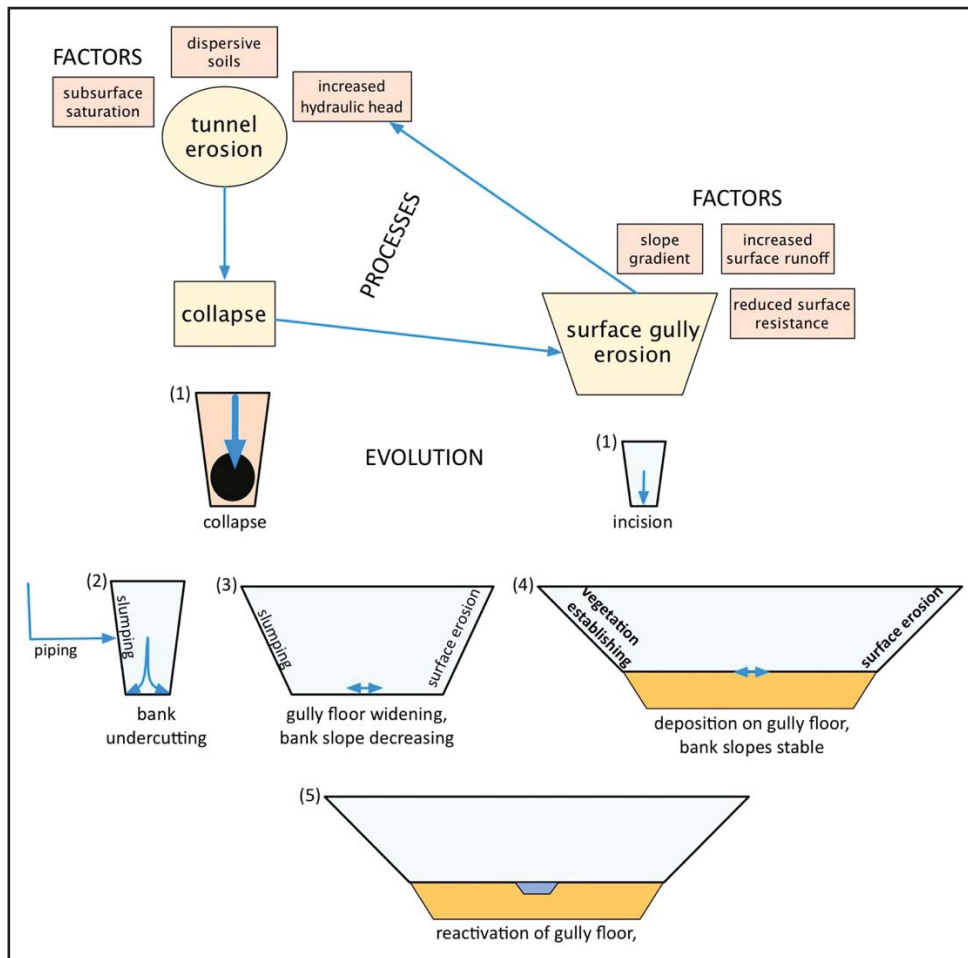 FACTORS
dispersive
soils
subsurface
saturation
increased
hydraulic head
tunnel
erosion
PROCESSES
FACTORS
slope
gradient
increased
surface runoff
reduced surface
resistance
collapse
surface gully
erosion
(1)
collapse
EVOLUTION
(1)
incision
(2)
slumping
piping
bank
undercutting
(3)
slumping
surface erosion
gully floor widening,
bank slope decreasing
(4)
vegetation
establishing
surface erosion
deposition on gully floor,
bank slopes stable
(5)
reactivation of gully floor,